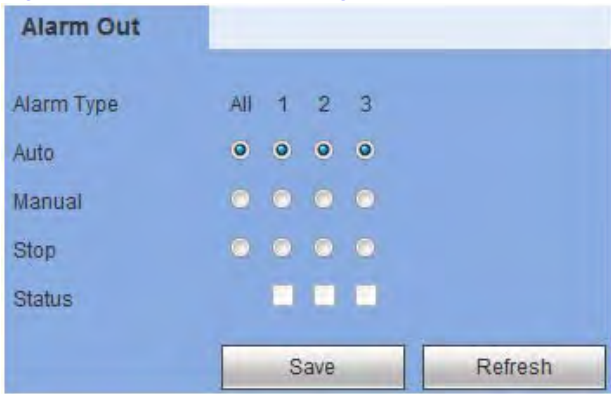 Alarm Out
Alarm Type All 1 2 3
Auto
Manual
Stop
Status
Save Refresh